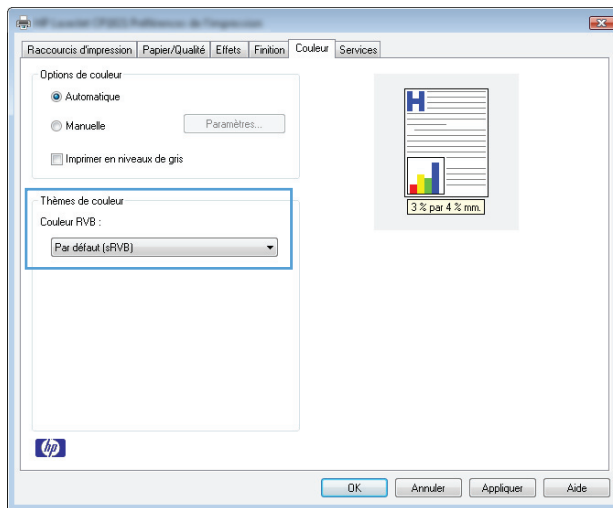 Raccourcis d'impression Papier/Qualité Effets Finition Couleur Services
Options de couleur
Automatique
Manuelle
Paramètres...
Imprimer en niveaux de gris
Thèmes de couleur
Couleur RVB :
Par défaut (sRVB)
H
3 % par 4 % mm.
hp
OK Annuler Appliquer Aide